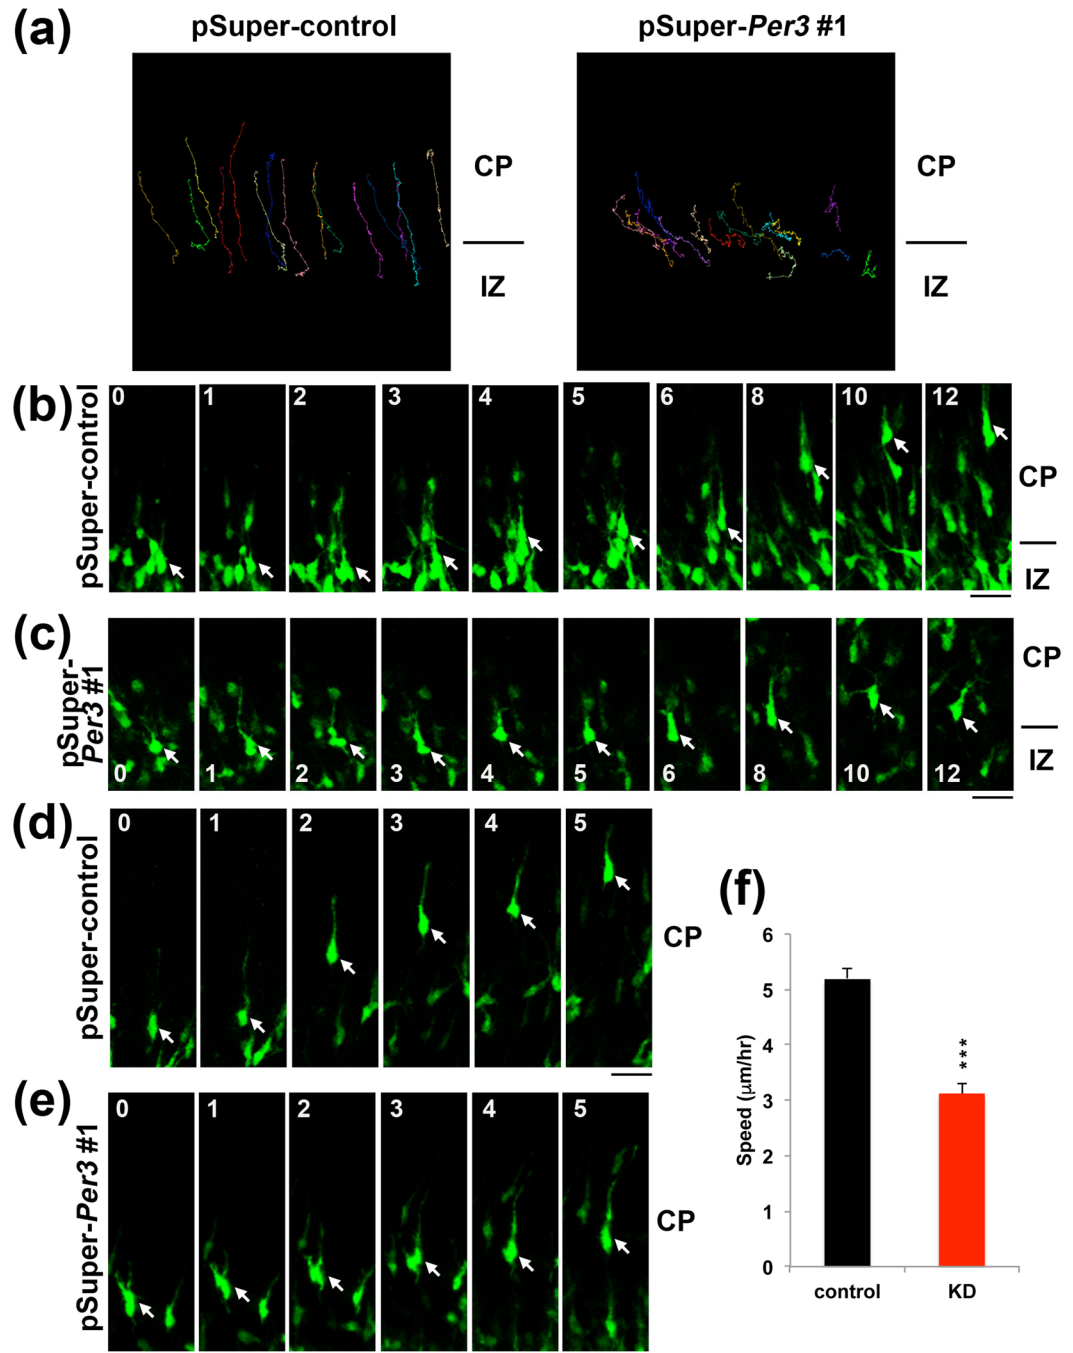 (a)
pSuper-control
pSuper-Per3 #1
CP
IZ
CP
IZ
(b)
pSuper-control
0 1 2 3 4 5 6 8 10 12
CP
IZ
(c)
pSuper-
Per3 #1
0 1 2 3 4 5 6 8 10 12
CP
IZ
(d)
pSuper-control
0 1 2 3 4 5
CP
(e)
pSuper-Per3 #1
0 1 2 3 4 5
CP
(f)
Speed (μm/hr)
6
5
4
3
2
1
0
***
control
KD